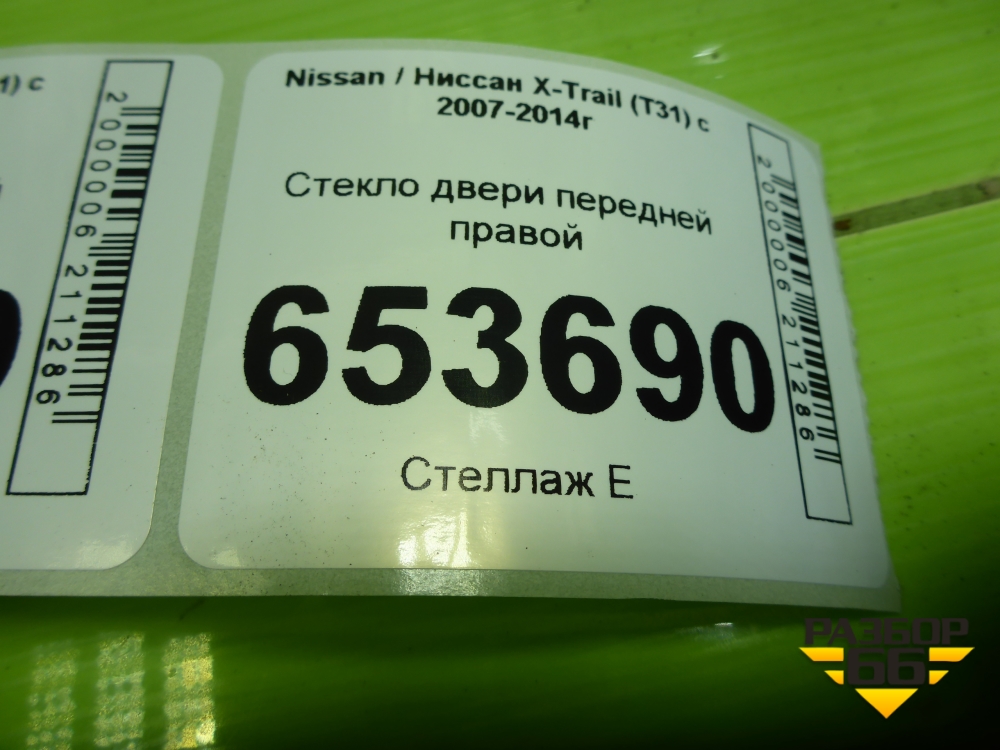 1) с
2000006211286
Nissan / Ниссан X-Trail (T31) с
2007-2014г
Стекло двери передней
правой
653690
Стеллаж Е
2000006211286
РАЗБОР
66